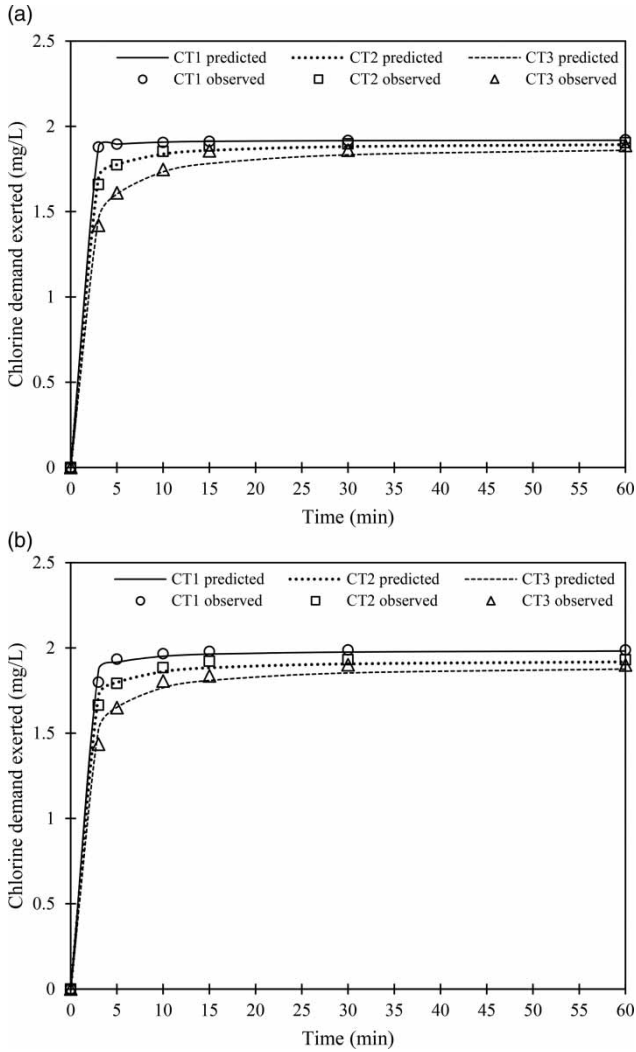 (a)
2.5
CT1 predicted CT2 predicted CT3 predicted
CT1 observed CT2 observed CT3 observed
2
1.5
1
0.5
0
Chlorine demand exerted (mg/L)
0 5 10 15 20 25 30 35 40 45 50 55 60
Time (min)
(b)
2.5
CT1 predicted CT2 predicted CT3 predicted
CT1 observed CT2 observed CT3 observed
2
1.5
1
0.5
0
Chlorine demand exerted (mg/L)
0 5 10 15 20 25 30 35 40 45 50 55 60
Time (min)